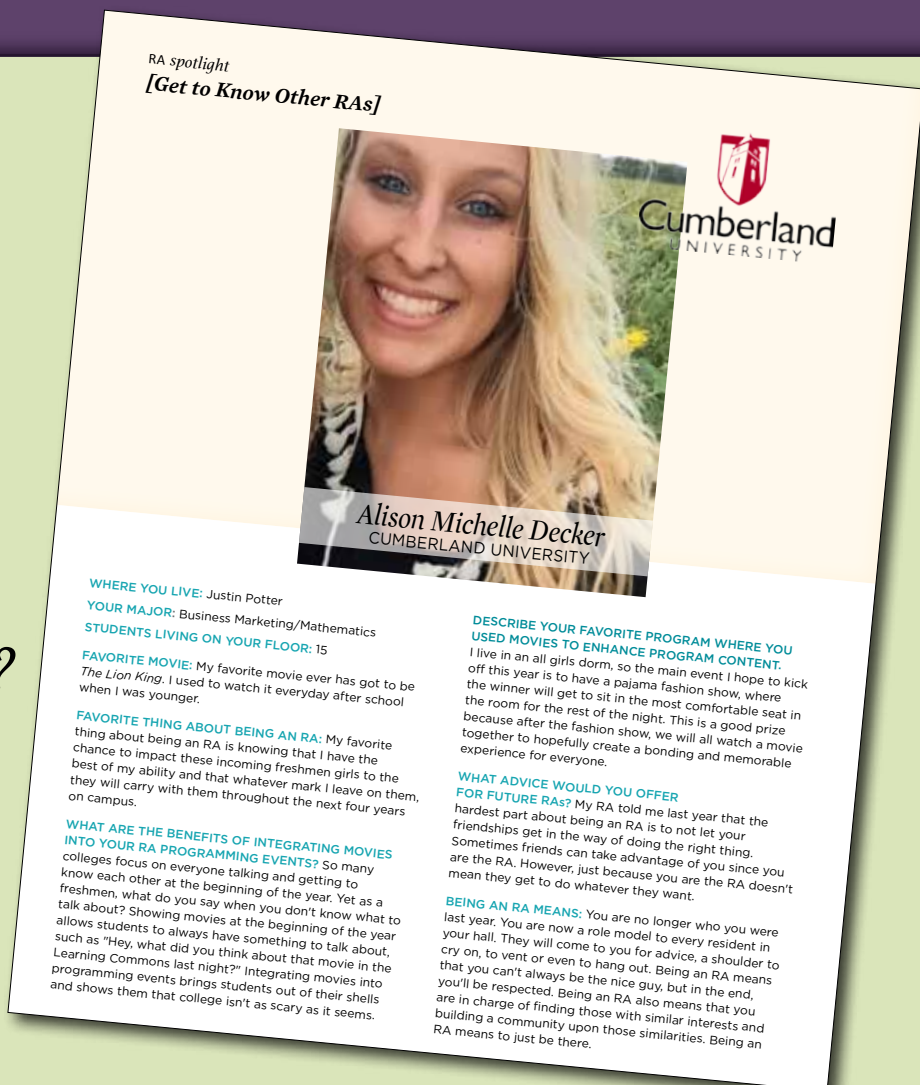 RA spotlight
[Get to Know Other RAs]
Cumberland
UNIVERSITY
Alison Michelle Decker
CUMBERLAND UNIVERSITY
WHERE YOU LIVE: Justin Potter
YOUR MAJOR: Business Marketing/Mathematics
STUDENTS LIVING ON YOUR FLOOR: 15
FAVORITE MOVIE: My favorite movie ever has got to be
The Lion King. I used to watch it everyday after school
when I was younger.
FAVORITE THING ABOUT BEING AN RA: My favorite
thing about being an RA is knowing that I have the
chance to impact these incoming freshmen girls to the
best of my ability and that whatever mark I leave on them,
they will carry with them throughout the next four years
on campus.
WHAT ARE THE BENEFITS OF INTEGRATING MOVIES
INTO YOUR RA PROGRAMMING EVENTS? So many
colleges focus on everyone talking and getting to
know each other at the beginning of the year. Yet as a
freshmen, what do you say when you don't know what to
talk about? Showing movies at the beginning of the year
allows students to always have something to talk about,
such as "Hey, what did you think about that movie in the
Learning Commons last night?" Integrating movies into
programming events brings students out of their shells
and shows them that college isn't as scary as it seems.
DESCRIBE YOUR FAVORITE PROGRAM WHERE YOU
USED MOVIES TO ENHANCE PROGRAM CONTENT.
I live in an all girls dorm, so the main event I hope to kick
off this year is to have a pajama fashion show, where
the winner will get to sit in the most comfortable seat in
the room for the rest of the night. This is a good prize
because after the fashion show, we will all watch a movie
together to hopefully create a bonding and memorable
experience for everyone.
WHAT ADVICE WOULD YOU OFFER
FOR FUTURE RAs? My RA told me last year that the
hardest part about being an RA is to not let your
friendships get in the way of doing the right thing.
Sometimes friends can take advantage of you since you
are the RA. However, just because you are the RA doesn't
mean they get to do whatever they want.
BEING AN RA MEANS: You are no longer who you were
last year. You are now a role model to every resident in
your hall. They will come to you for advice, a shoulder to
cry on, to vent or even to hang out. Being an RA means
that you can't always be the nice guy, but in the end,
you'll be respected. Being an RA also means that you
are in charge of finding those with similar interests and
building a community upon those similarities. Being an
RA means to just be there.